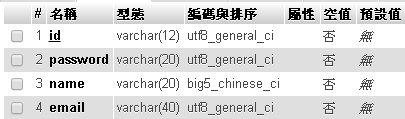 # 名稱 型態 編碼與排序 屬性 空值 預設值
1 id varchar(12) utf8_general_ci 否 無
2 password varchar(20) utf8_general_ci 否 無
3 name varchar(20) big5_chinese_ci 否 無
4 email varchar(40) utf8_general_ci 否 無